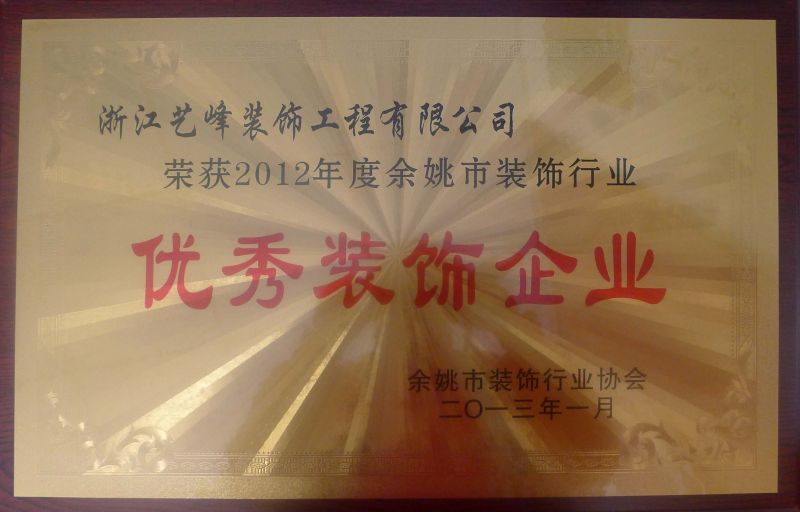 浙江艺峰装饰工程有限公司
荣获2012年度余姚市装饰行业
优秀装饰企业
余姚市装饰行业协会
二〇一三年一月